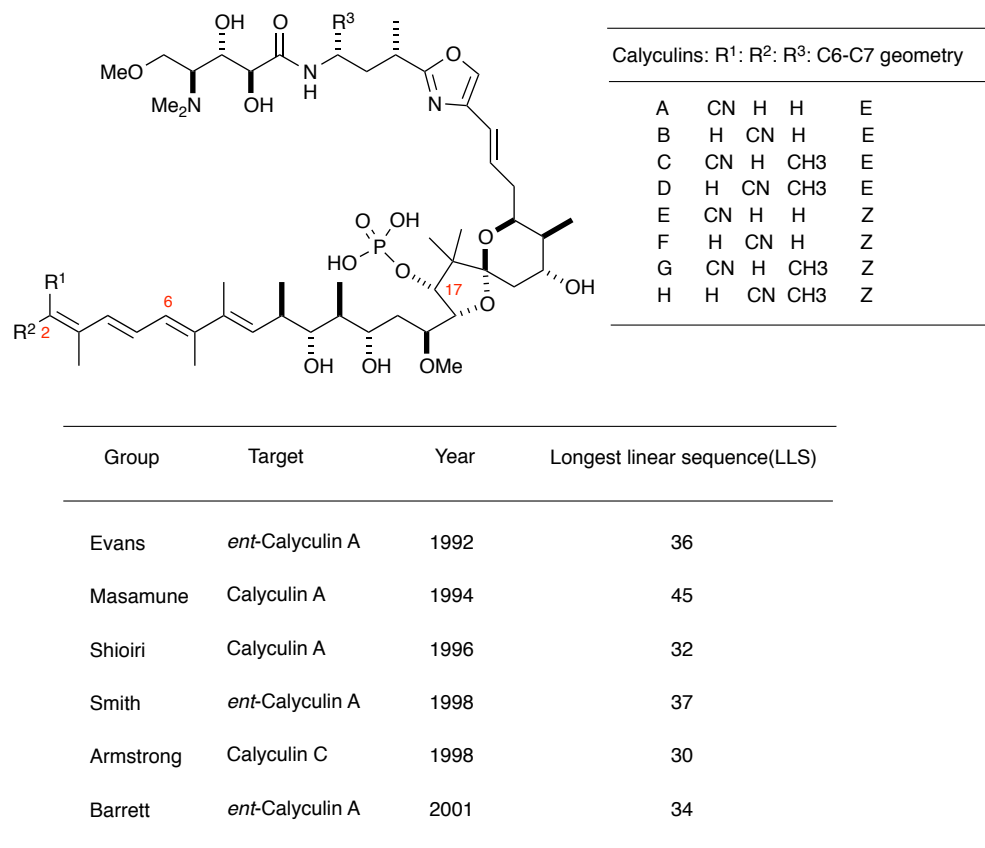 OH
O
R3
MeO
N
H
O
N
Me2N
OH
O
OH
P
HO
O
O
17
O
OH
R1
6
R2
2
OH
OH
OMe
Calyculins: R1: R2: R3: C6-C7 geometry
A CN H H E
B H CN H E
C CN H CH3 E
D H CN CH3 E
E CN H H Z
F H CN H Z
G CN H CH3 Z
H H CN CH3 Z
Group Target Year Longest linear sequence(LLS)
Evans ent-Calyculin A 1992 36
Masamune Calyculin A 1994 45
Shioiri Calyculin A 1996 32
Smith ent-Calyculin A 1998 37
Armstrong Calyculin C 1998 30
Barrett ent-Calyculin A 2001 34